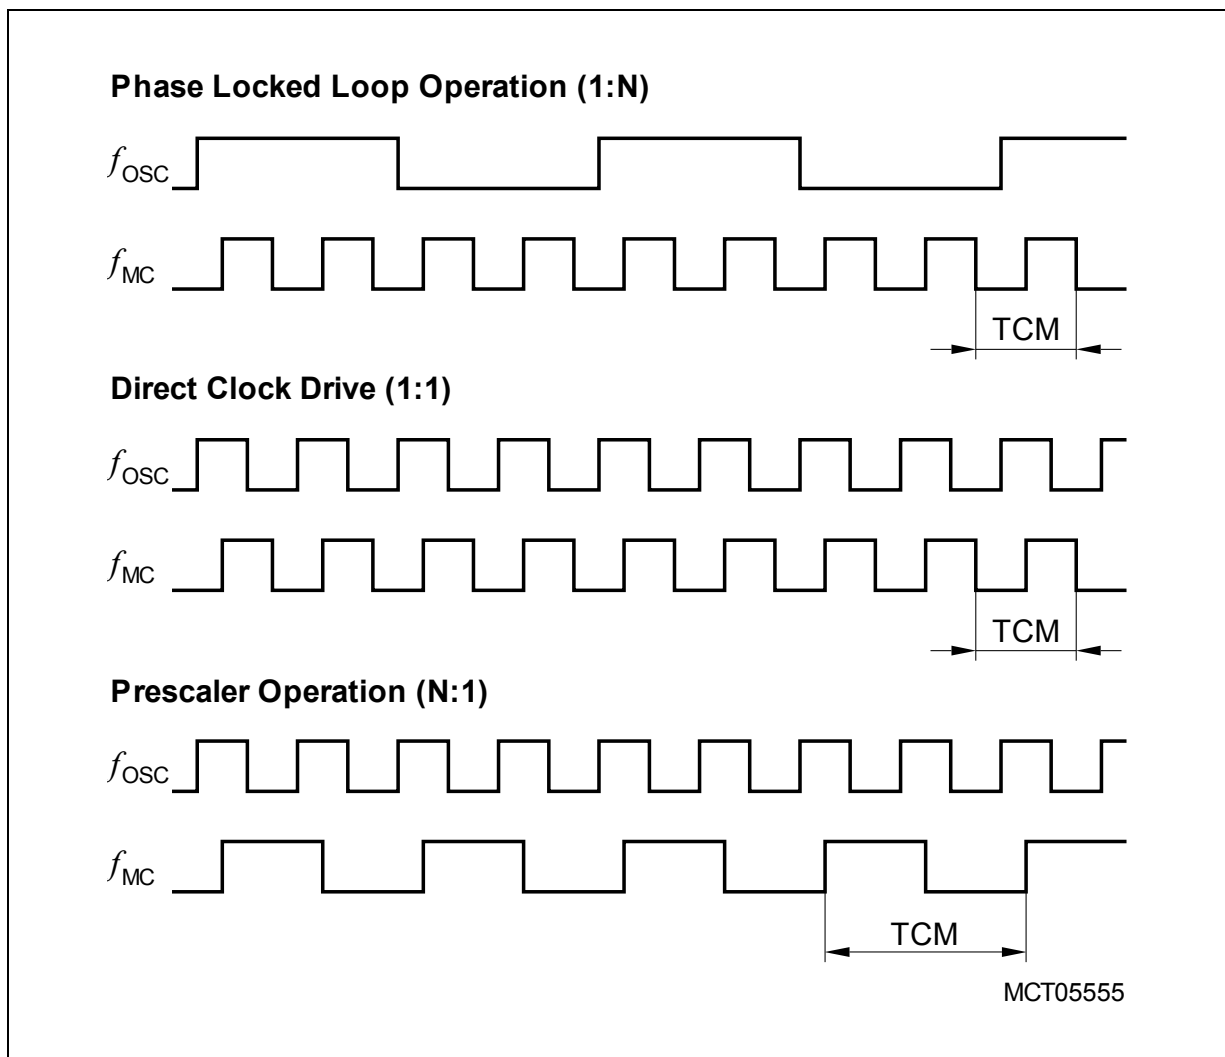 Phase Locked Loop Operation (1:N)
fOSC
fMC
TCM
Direct Clock Drive (1:1)
fOSC
fMC
TCM
Prescaler Operation (N:1)
fOSC
fMC
TCM
MCT05555